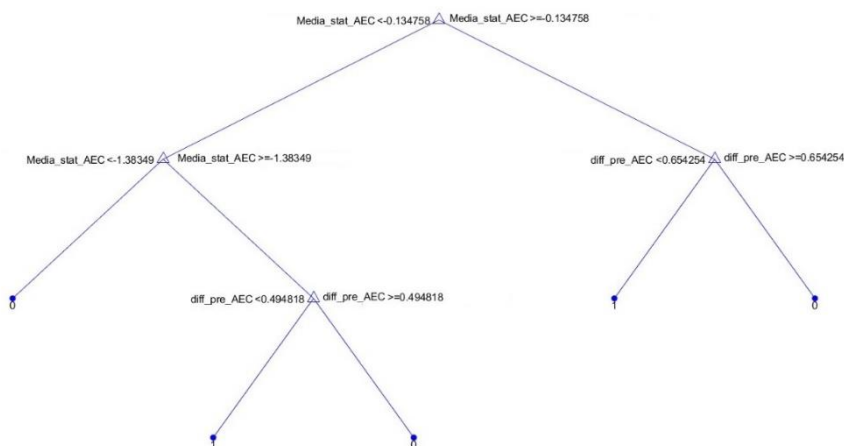 Media_stat_AEC <-0.134758 Media_stat_AEC >=-0.134758
Media_stat_AEC <-1.38349 Media_stat_AEC >=-1.38349 diff_pre_AEC <0.654254 diff_pre_AEC >=0.654254
0 diff_pre_AEC <0.494818 diff_pre_AEC >=0.494818 1 0
1 0